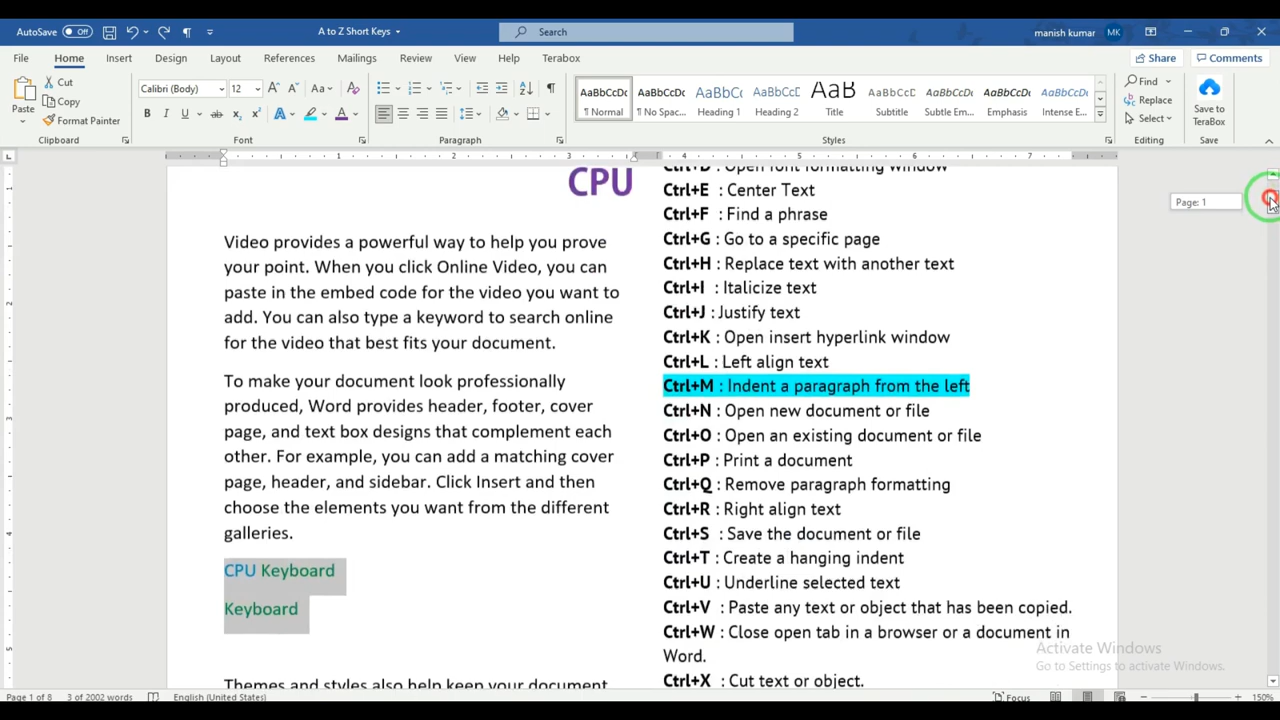 AutoSave Off
A to Z Short Keys
Search
manish kumar MK
File Home Insert Design Layout References Mailings Review View Help Terabox
Share Comments
Paste
Cut
Copy
Format Painter
Clipboard
Calibri (Body) 12
Font
Paragraph
AaBbCcDc AaBbCcDc AaBbCc AaBbCcC AaBb AaBbCcD AaBbCcDc AaBbCcDc AaBbCcDc
¶ Normal ¶ No Spac... Heading 1 Heading 2 Title Subtitle Subtle Em... Emphasis Intense E...
Styles
Find
Replace
Select
Editing
Save to
TeraBox
Save
1 2 3 4 5 6 7
Page: 1
CPU
Video provides a powerful way to help you prove
your point. When you click Online Video, you can
paste in the embed code for the video you want to
add. You can also type a keyword to search online
for the video that best fits your document.
To make your document look professionally
produced, Word provides header, footer, cover
page, and text box designs that complement each
other. For example, you can add a matching cover
page, header, and sidebar. Click Insert and then
choose the elements you want from the different
galleries.
CPU Keyboard
Keyboard
Themes and styles also help keep your document
Ctrl+D : Open font formatting window
Ctrl+E : Center Text
Ctrl+F : Find a phrase
Ctrl+G : Go to a specific page
Ctrl+H : Replace text with another text
Ctrl+I : Italicize text
Ctrl+J : Justify text
Ctrl+K : Open insert hyperlink window
Ctrl+L : Left align text
Ctrl+M : Indent a paragraph from the left
Ctrl+N : Open new document or file
Ctrl+O : Open an existing document or file
Ctrl+P : Print a document
Ctrl+Q : Remove paragraph formatting
Ctrl+R : Right align text
Ctrl+S : Save the document or file
Ctrl+T : Create a hanging indent
Ctrl+U : Underline selected text
Ctrl+V : Paste any text or object that has been copied.
Ctrl+W : Close open tab in a browser or a document in
Word.
Ctrl+X : Cut text or object.
Activate Windows
Go to Settings to activate Windows.
Page 1 of 8 3 of 2002 words English (United States)
Focus
150%